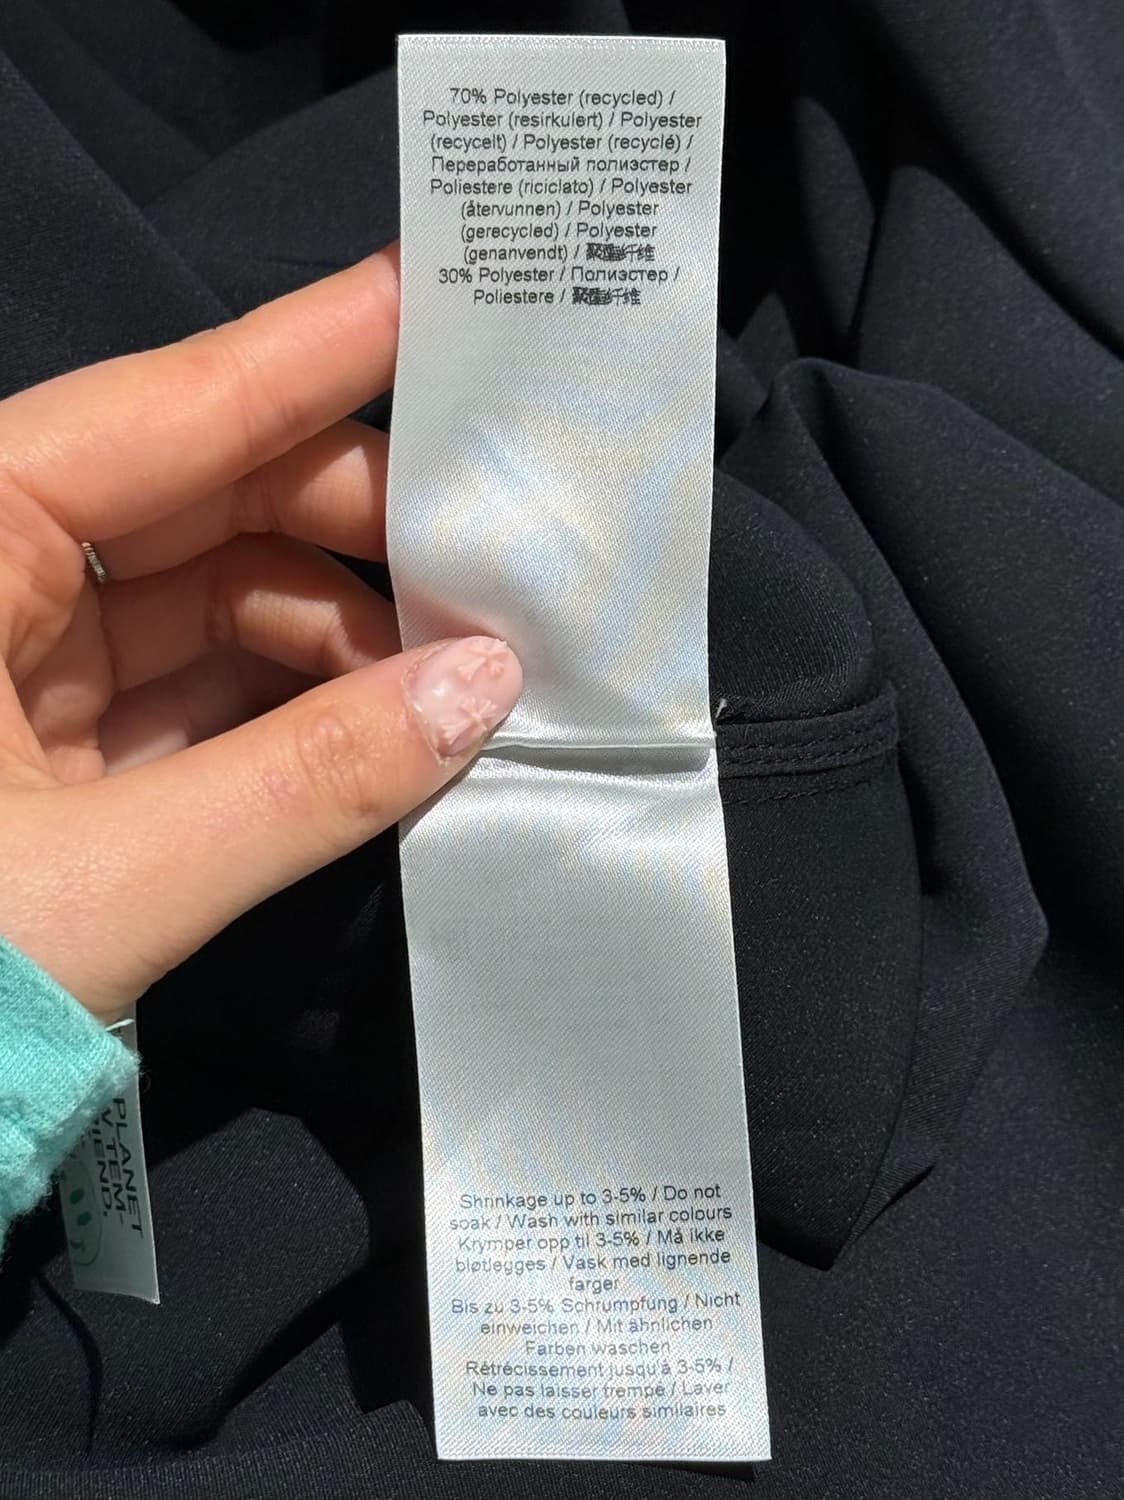 70% Polyester (recycled) /
Polyester (resirkulert) / Polyester
(recycelt) / Polyester (recyclé) /
Переработанный полиэстер /
Poliestere (riciclato) / Polyester
(återvunnen) / Polyester
(gerecycled) / Polyester
(genanvendt) / 聚酯纤维
30% Polyester / Полиэстер /
Poliestere / 聚酯纤维
Shrinkage up to 3-5% / Do not
soak / Wash with similar colours
Krymper opp til 3-5% / Må ikke
bløtlegges / Vask med lignende
farger
Bis zu 3-5% Schrumpfung / Nicht
einweichen / Mit ähnlichen
Farben waschen
Rétrécissement jusqu'à 3-5% /
Ne pas laisser trempe / Laver
avec des couleurs similaires
PLANET